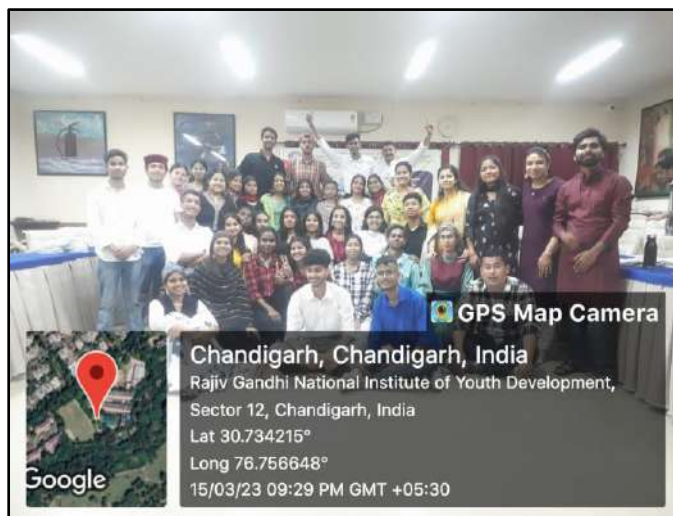 GPS Map Camera
Chandigarh, Chandigarh, India
Rajiv Gandhi National Institute of Youth Development,
Sector 12, Chandigarh, India
Lat 30.734215°
Long 76.756648°
15/03/23 09:29 PM GMT +05:30
Google